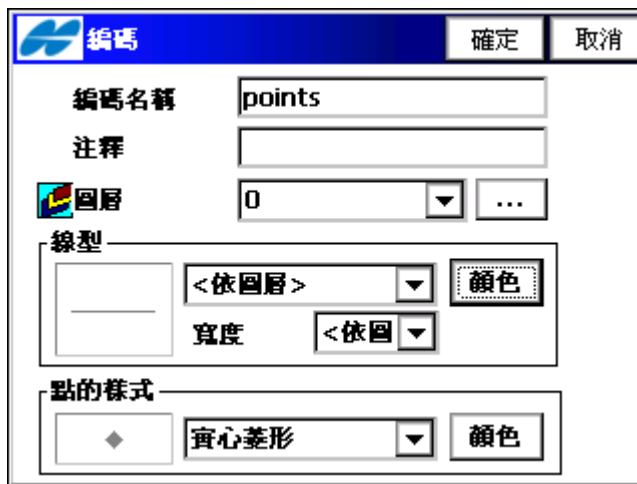 編碼 確定 取消
編碼名稱 points
注釋
圖層 0 ...
線型
<依圖層> 顏色
寬度 <依圖
點的樣式
實心菱形 顏色